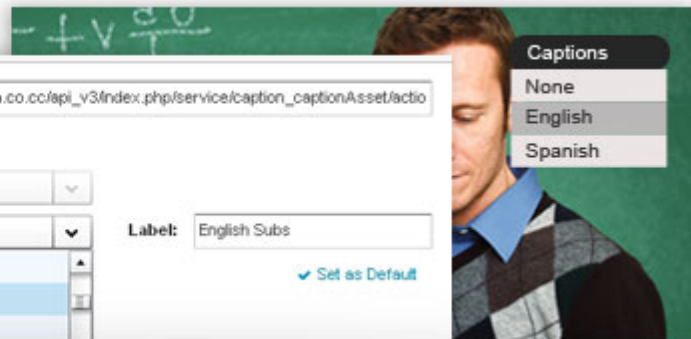 Captions
None
English
Spanish
.co.cc/api_v3/index.php/service/caption_captionAsset/actio
Label:
English Subs
✔ Set as Default